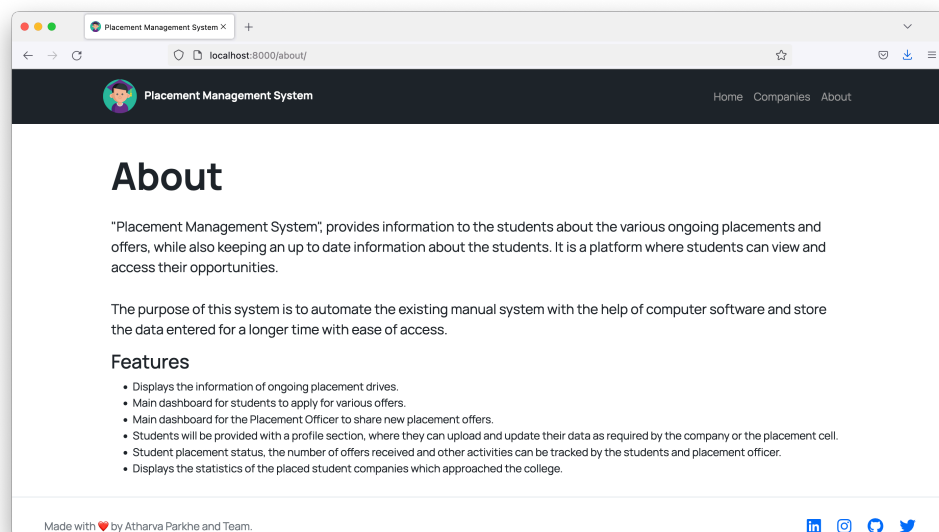 Placement Management System ×
localhost:8000/about/
Placement Management System
Home Companies About
About
"Placement Management System", provides information to the students about the various ongoing placements and
offers, while also keeping an up to date information about the students. It is a platform where students can view and
access their opportunities.
The purpose of this system is to automate the existing manual system with the help of computer software and store
the data entered for a longer time with ease of access.
Features
• Displays the information of ongoing placement drives.
• Main dashboard for students to apply for various offers.
• Main dashboard for the Placement Officer to share new placement offers.
• Students will be provided with a profile section, where they can upload and update their data as required by the company or the placement cell.
• Student placement status, the number of offers received and other activities can be tracked by the students and placement officer.
• Displays the statistics of the placed student companies which approached the college.
Made with ❤️ by Atharva Parkhe and Team.